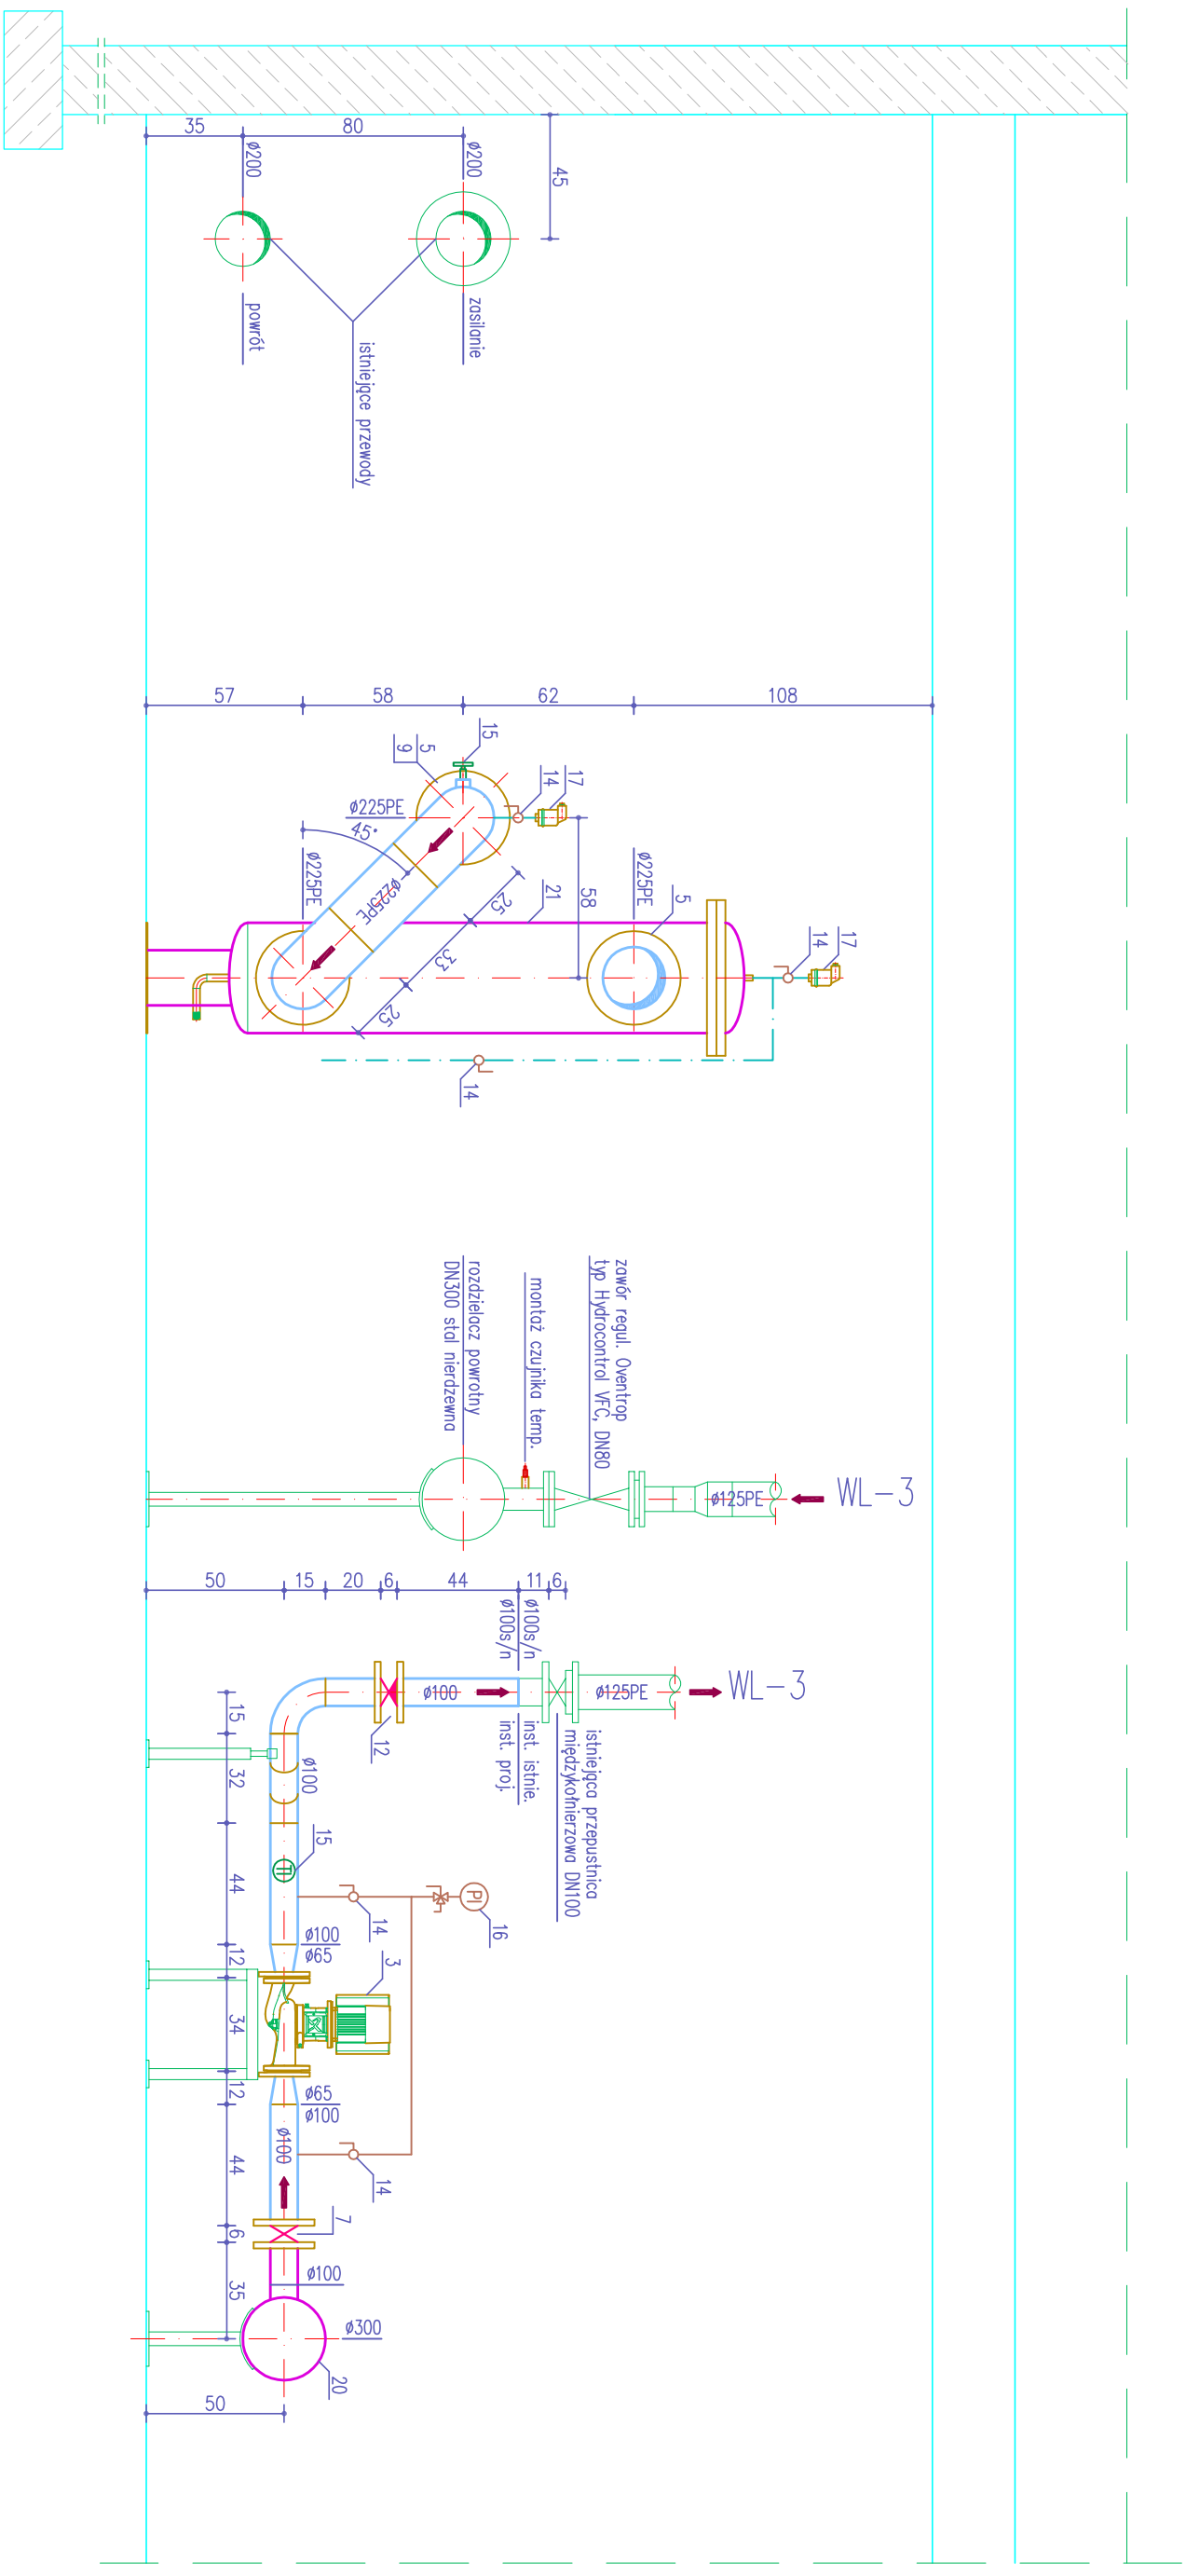 35
80
ø200
ø200
45
powrót
zasilanie
istniejące przewody
57
58
62
108
15
5
9
14
17
ø225PE
45°
ø225PE
ø225PE
25
33
25
58
21
ø225PE
5
14
17
14
zawór regul. Oventrop
typ Hydrocontrol VFC, DN80
montaż czujnika temp.
rozdzielacz powrotny
DN300 stal nierdzewna
ø125PE
WL-3
50
15
20
6
44
11
6
ø100s/n
ø100s/n
ø100
ø125PE
WL-3
12
inst. istnie.
inst. proj.
istniejąca przepustnica
międzykołnierzowa DN100
15
32
44
12
34
12
44
6
35
ø100
15
TI
14
PI
16
ø100
ø65
3
ø65
ø100
ø100
14
7
ø100
ø300
20
50